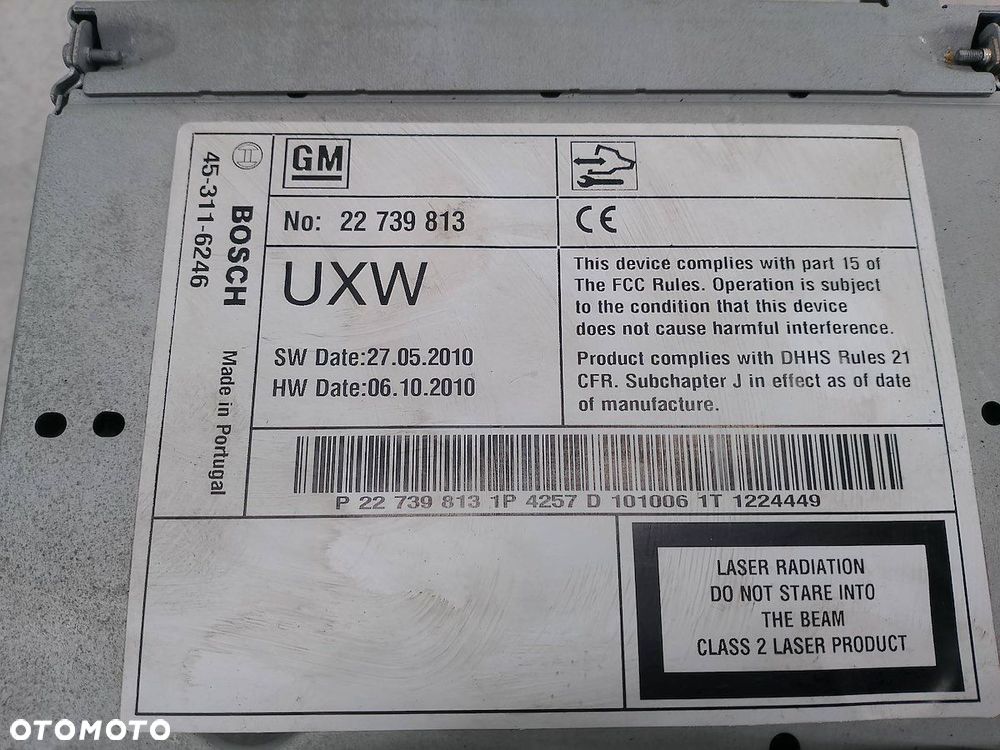 45-311-6246
BOSCH
Made in Portugal
GM
No: 22 739 813
CE
UXW
SW Date:27.05.2010
HW Date:06.10.2010
This device complies with part 15 of
The FCC Rules. Operation is subject
to the condition that this device
does not cause harmful interference.
Product complies with DHHS Rules 21
CFR. Subchapter J in effect as of date
of manufacture.
P 22 739 813 1P 4257 D 101006 1T 1224449
LASER RADIATION
DO NOT STARE INTO
THE BEAM
CLASS 2 LASER PRODUCT
OTOMOTO